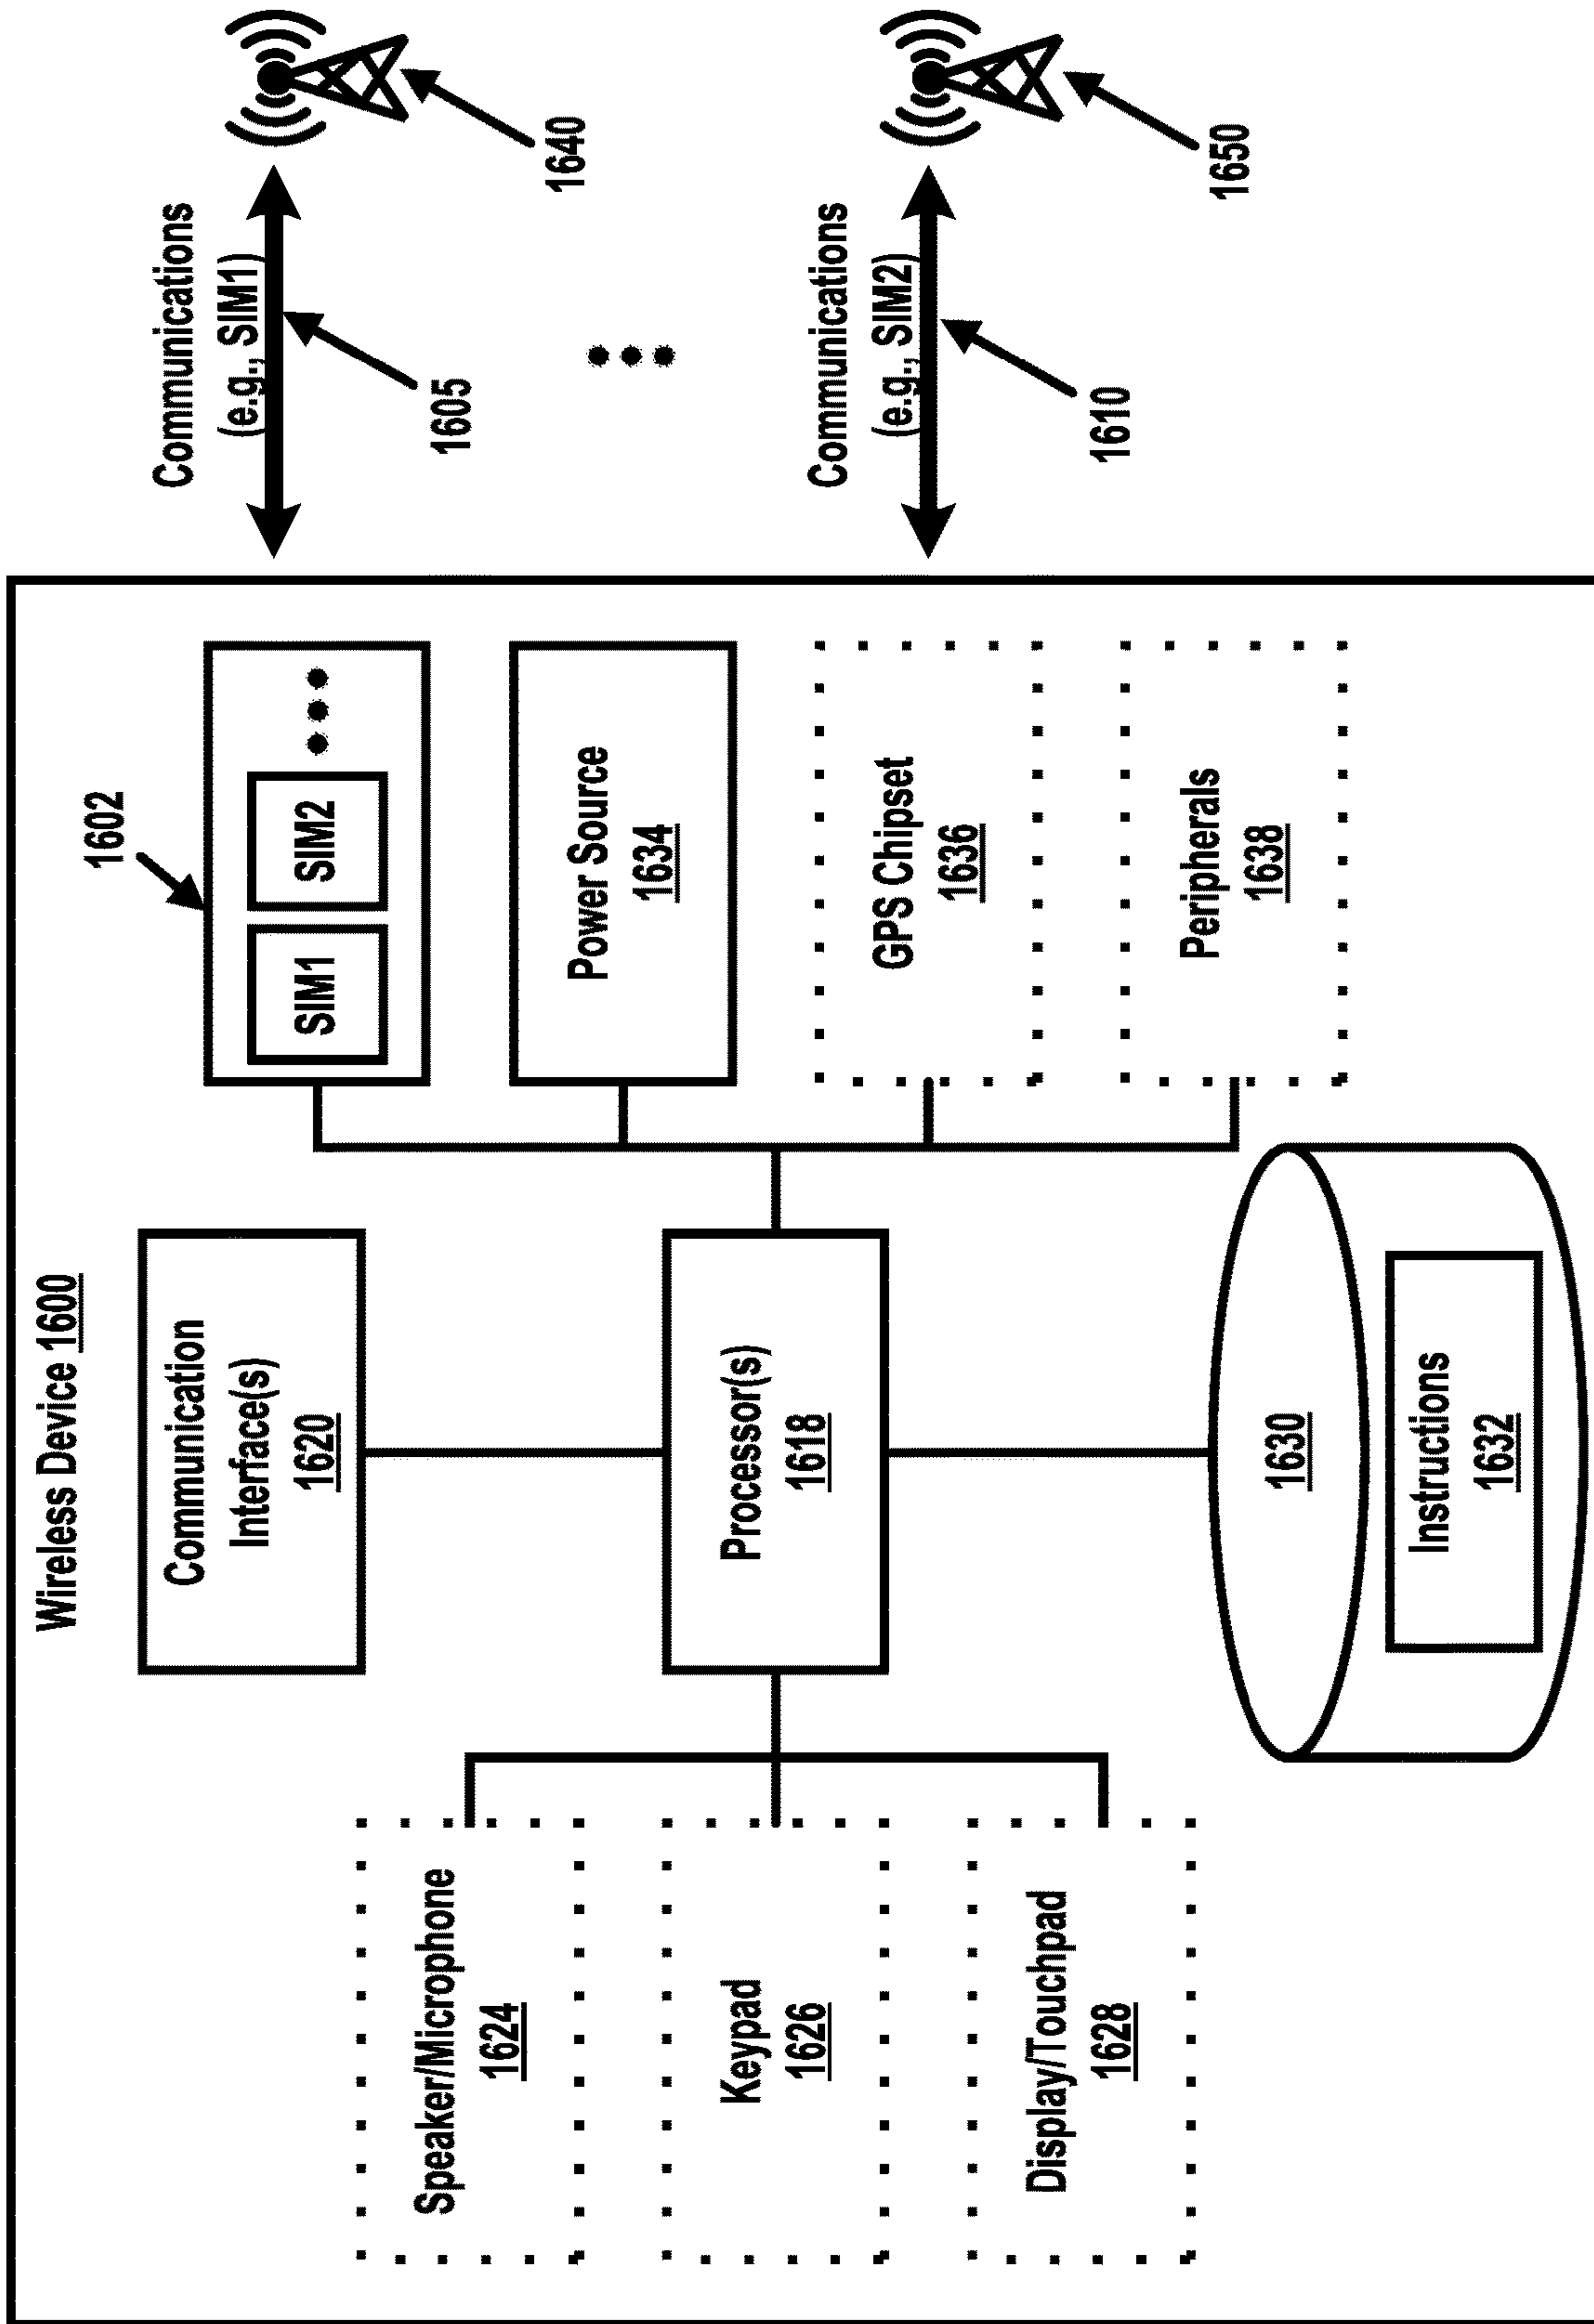 Wireless Device 1600
Speaker/Microphone
1624
Keypad
1626
Display/Touchpad
1628
Communication
Interface(s)
1620
Processor(s)
1618
1630
Instructions
1632
1602
SIM1
SIM2
Power Source
1634
GPS Chipset
1636
Peripherals
1638
Communications
(e.g., SIM1)
1605
1640
Communications
(e.g., SIM2)
1610
1650